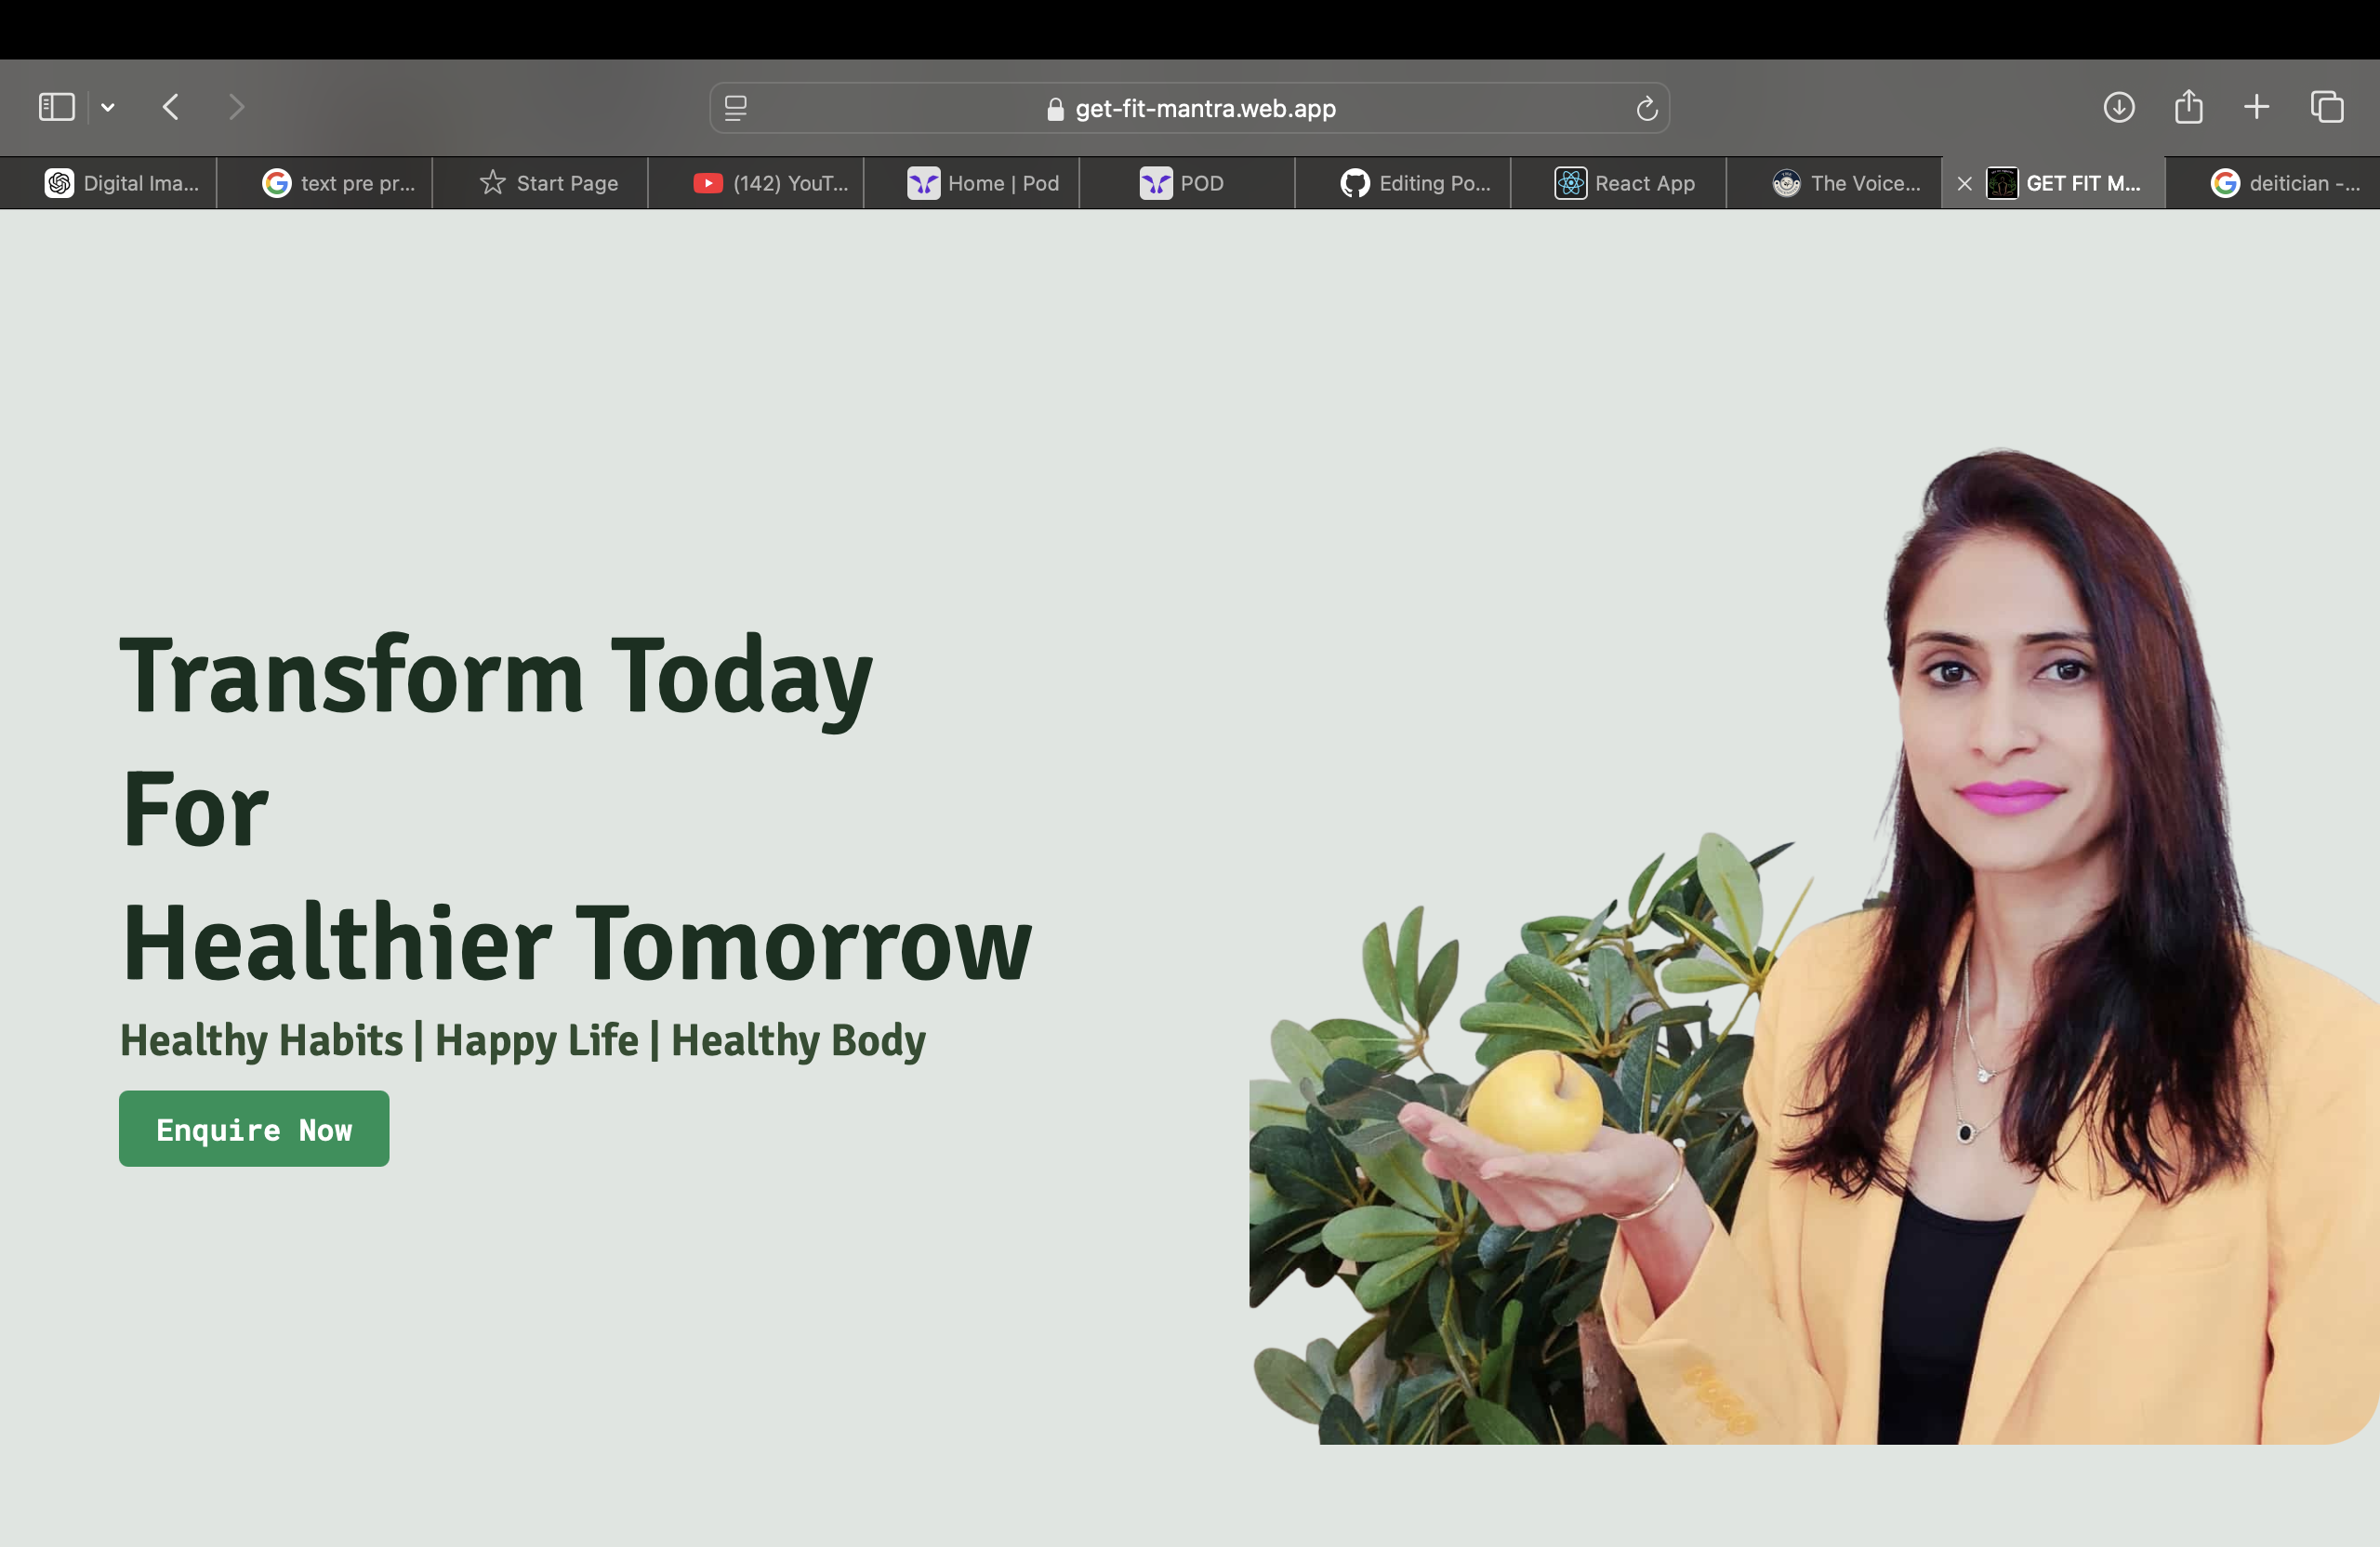 get-fit-mantra.web.app
Digital Ima...
text pre pr...
Start Page
(142) YouT...
Home | Pod
POD
Editing Po...
React App
The Voice...
GET FIT M...
deitician -...
Transform Today
For
Healthier Tomorrow
Healthy Habits | Happy Life | Healthy Body
Enquire Now